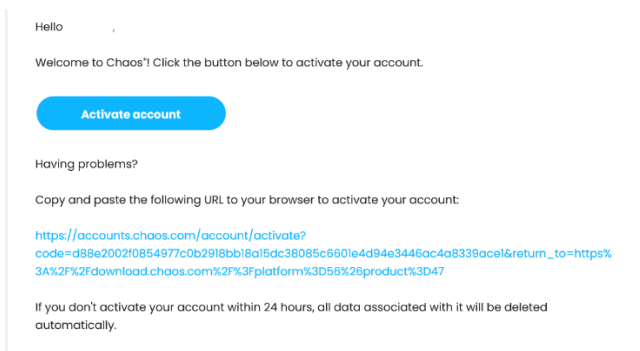 Hello ,
Welcome to Chaos®! Click the button below to activate your account.
Activate account
Having problems?
Copy and paste the following URL to your browser to activate your account:
https://accounts.chaos.com/account/activate?
code=d88e2002f0854977c0b2918bb18a15dc38085c6601e4d94e3446ac4a8339ace1&return_to=https%
3A%2F%2Fdownload.chaos.com%2F%3Fplatform%3D56%26product%3D47
If you don't activate your account within 24 hours, all data associated with it will be deleted
automatically.